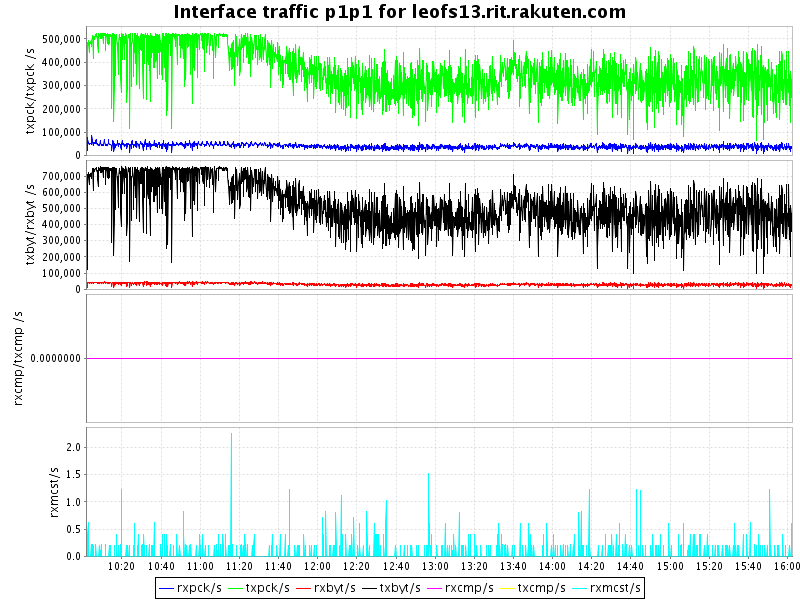 Interface traffic p1p1 for leofs13.rit.rakuten.com
txpck/txpck /s
500,000
400,000
300,000
200,000
100,000
0
txbyt/rxbyt /s
700,000
600,000
500,000
400,000
300,000
200,000
100,000
0
rxcmp/txcmp /s
0.0000000
rxmcst/s
2.0
1.5
1.0
0.5
0.0
10:20 10:40 11:00 11:20 11:40 12:00 12:20 12:40 13:00 13:20 13:40 14:00 14:20 14:40 15:00 15:20 15:40 16:00
rxpck/s txpck/s rxbyt/s txbyt/s rxcmp/s txcmp/s rxmcst/s